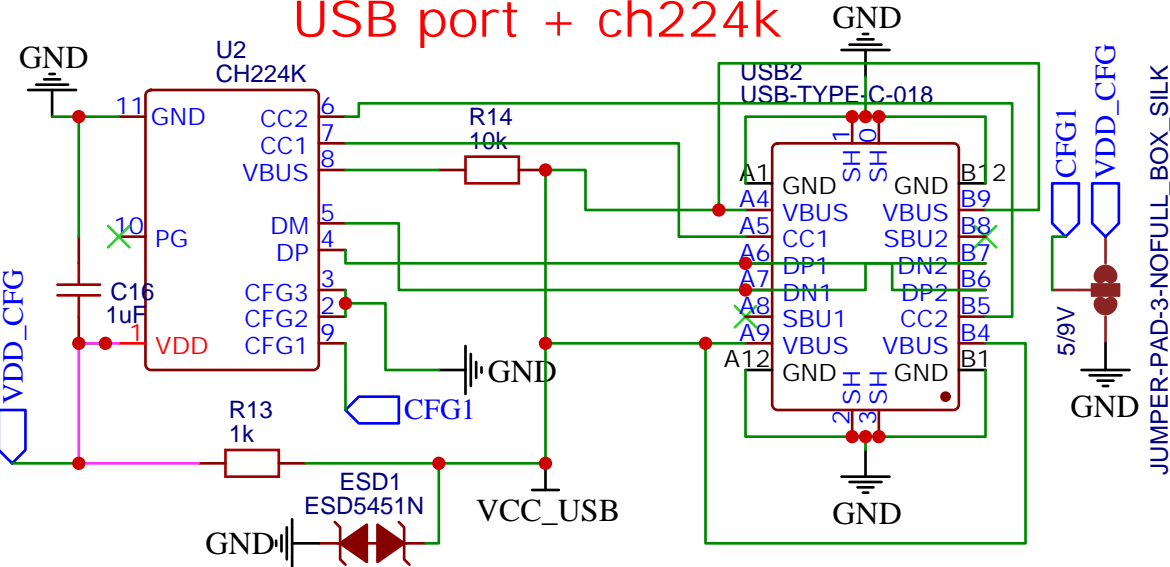 USB port + ch224k
GND
U2
CH224K
11
GND
CC2
6
CC1
7
VBUS
8
10
PG
DM
5
DP
4
CFG3
3
CFG2
2
CFG1
9
1
VDD
C16
1uF
VDD_CFG
R14
10k
GND
CFG1
R13
1k
ESD1
ESD5451N
GND
VCC_USB
GND
USB2
USB-TYPE-C-018
SH
1
SH
0
A1
GND
A4
VBUS
A5
CC1
A6
DP1
A7
DN1
A8
SBU1
A9
VBUS
A12
GND
GND
B12
VBUS
B9
SBU2
B8
DN2
B7
DP2
B6
CC2
B5
VBUS
B4
GND
B1
SH
2
SH
3
GND
CFG1
VDD_CFG
5/9V
GND
JUMPER-PAD-3-NOFULL_BOX_SILK